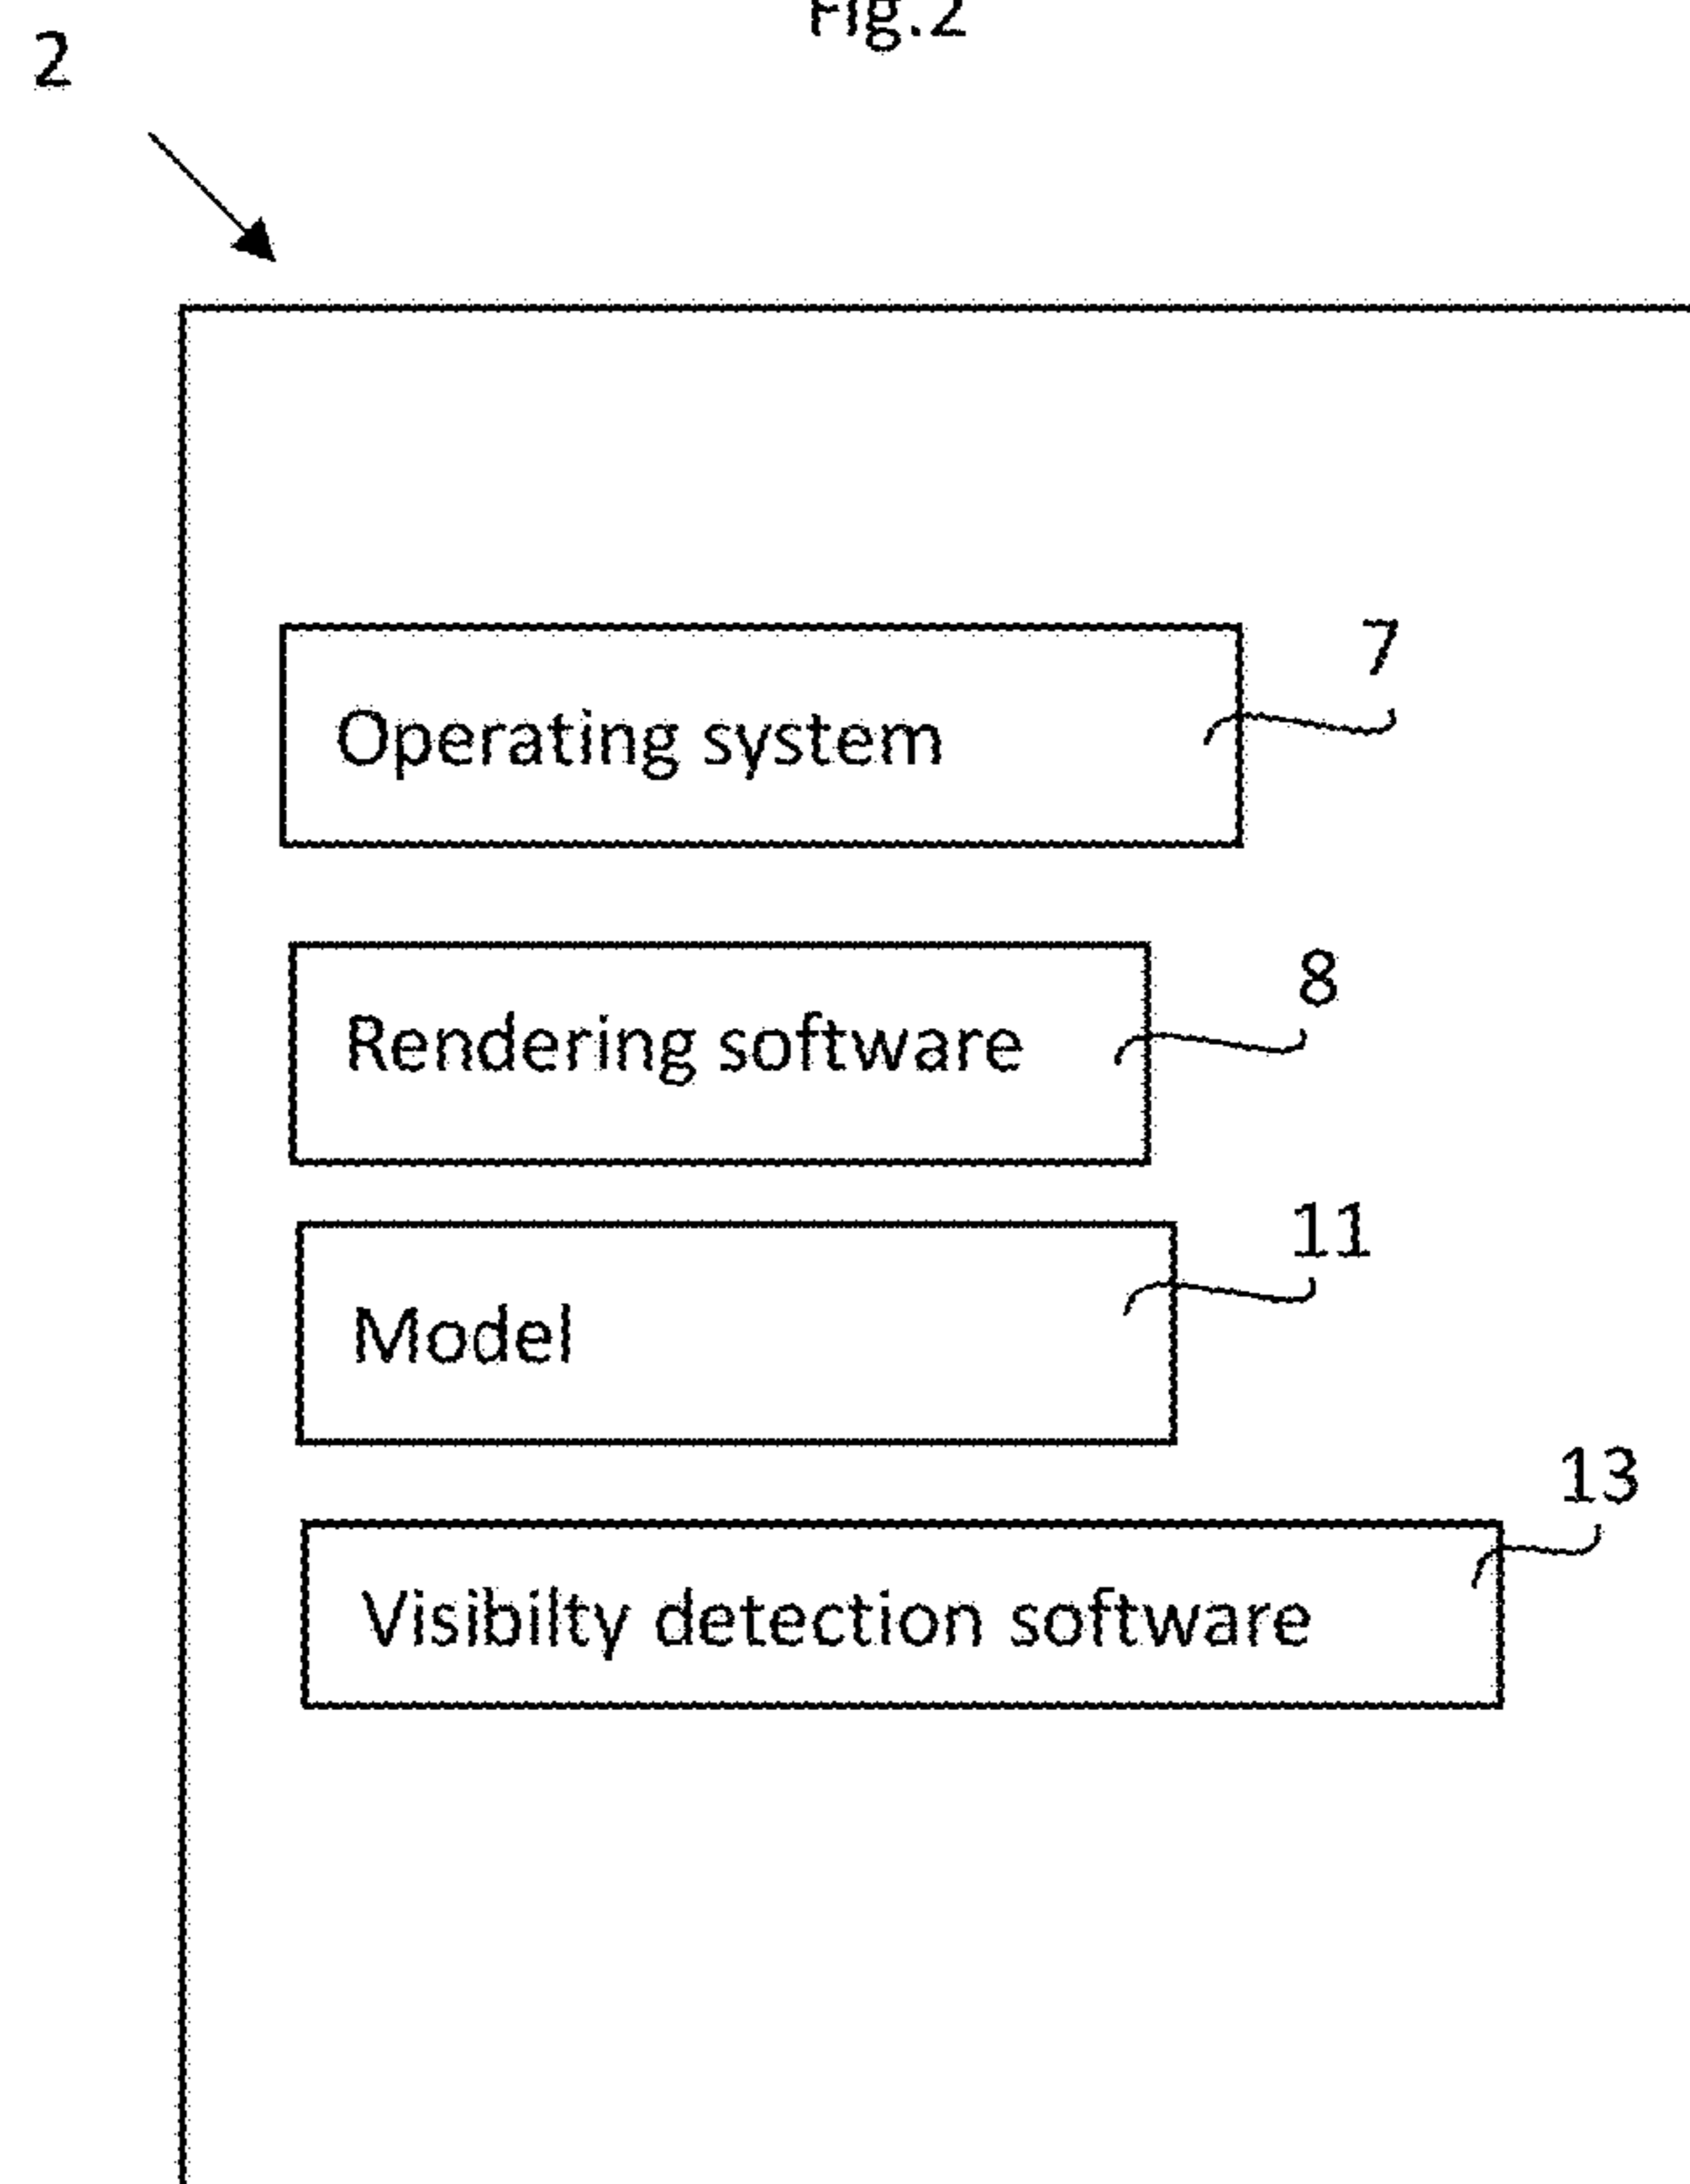 Fig.2
2
7
Operating system
8
Rendering software
11
Model
13
Visibilty detection software